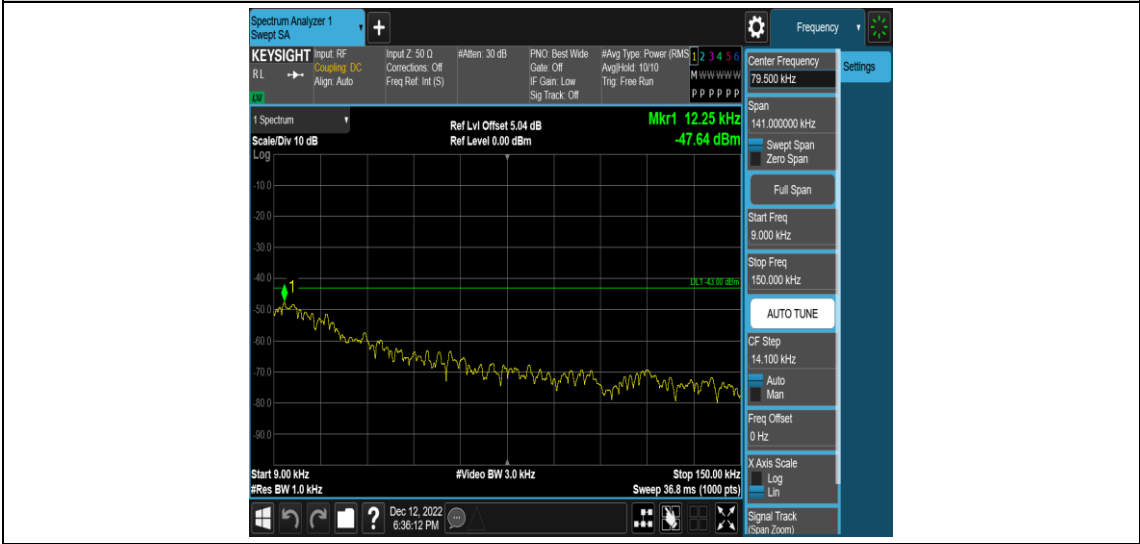 Spectrum Analyzer 1
Swept SA
+
Frequency
KEYSIGHT
RL
LXI
Input: RF
Coupling: DC
Align: Auto
Input Z: 50 Ω
Corrections: Off
Freq Ref: Int (S)
#Atten: 30 dB
PNO: Best Wide
Gate: Off
IF Gain: Low
Sig Track: Off
#Avg Type: Power (RMS
Avg|Hold: 10/10
Trig: Free Run
1 2 3 4 5 6
M W W W W W
P P P P P P
1 Spectrum
Scale/Div 10 dB
Log
Ref Lvl Offset 5.04 dB
Ref Level 0.00 dBm
Mkr1 12.25 kHz
-47.64 dBm
-10.0
-20.0
-30.0
-40.0
-50.0
-60.0
-70.0
-80.0
-90.0
1
DL1 -43.00 dBm
Start 9.00 kHz
#Res BW 1.0 kHz
#Video BW 3.0 kHz
Stop 150.00 kHz
Sweep 36.8 ms (1000 pts)
Dec 12, 2022
6:36:12 PM
?
Center Frequency
79.500 kHz
Settings
Span
141.000000 kHz
Swept Span
Zero Span
Full Span
Start Freq
9.000 kHz
Stop Freq
150.000 kHz
AUTO TUNE
CF Step
14.100 kHz
Auto
Man
Freq Offset
0 Hz
X Axis Scale
Log
Lin
Signal Track
(Span Zoom)